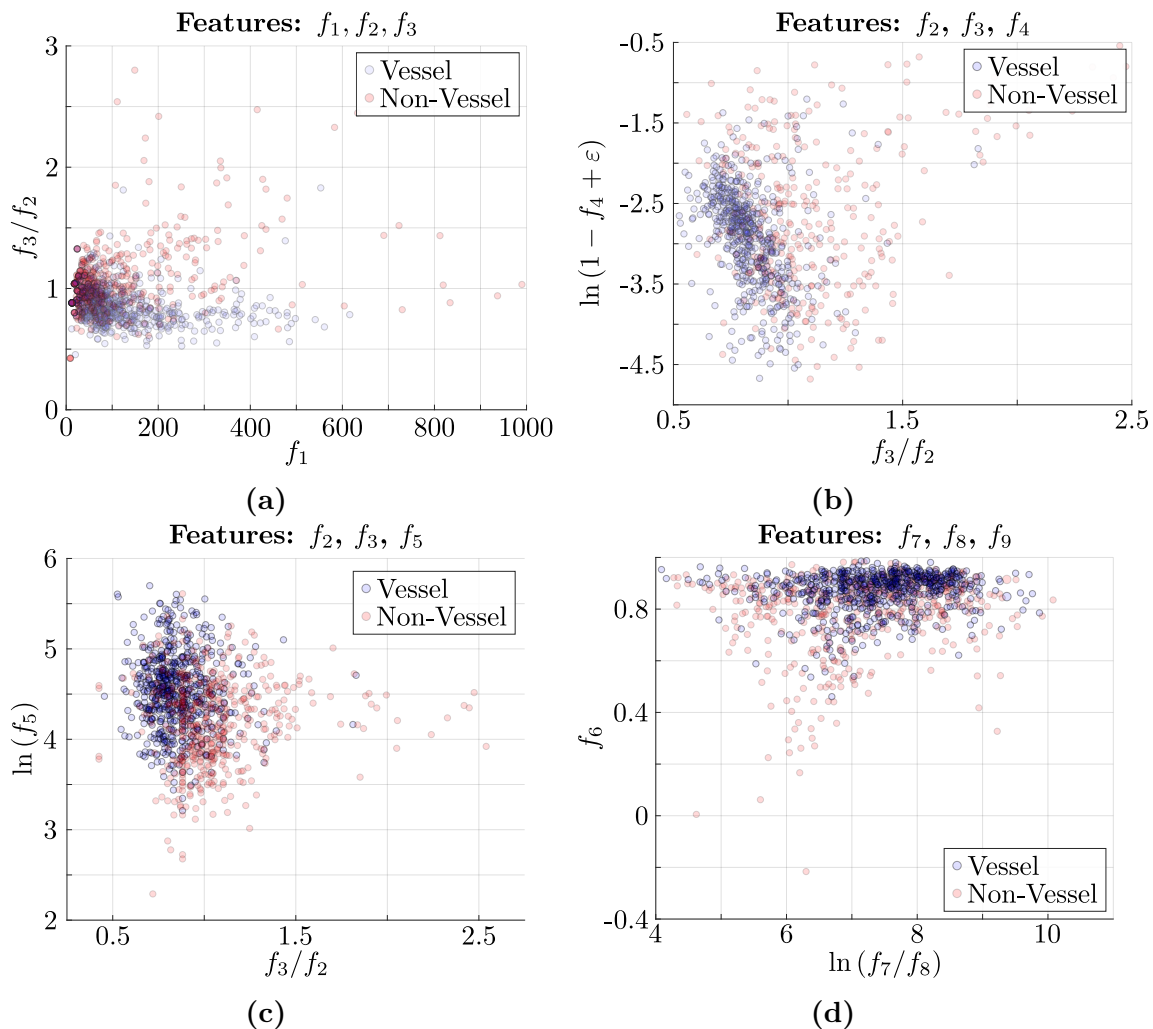 Features: f₁, f₂, f₃
3
2
1
0
f₃/f₂
Vessel
Non-Vessel
0 200 400 600 800 1000
f₁
(a)
Features: f₂, f₃, f₄
-0.5
-1.5
-2.5
-3.5
-4.5
ln (1 − f₄ + ε)
Vessel
Non-Vessel
0.5 1.5 2.5
f₃/f₂
(b)
Features: f₂, f₃, f₅
6
5
4
3
2
ln (f₅)
Vessel
Non-Vessel
0.5 1.5 2.5
f₃/f₂
(c)
Features: f₇, f₈, f₉
0.8
0.4
0
-0.4
f₆
Vessel
Non-Vessel
4 6 8 10
ln (f₇/f₈)
(d)